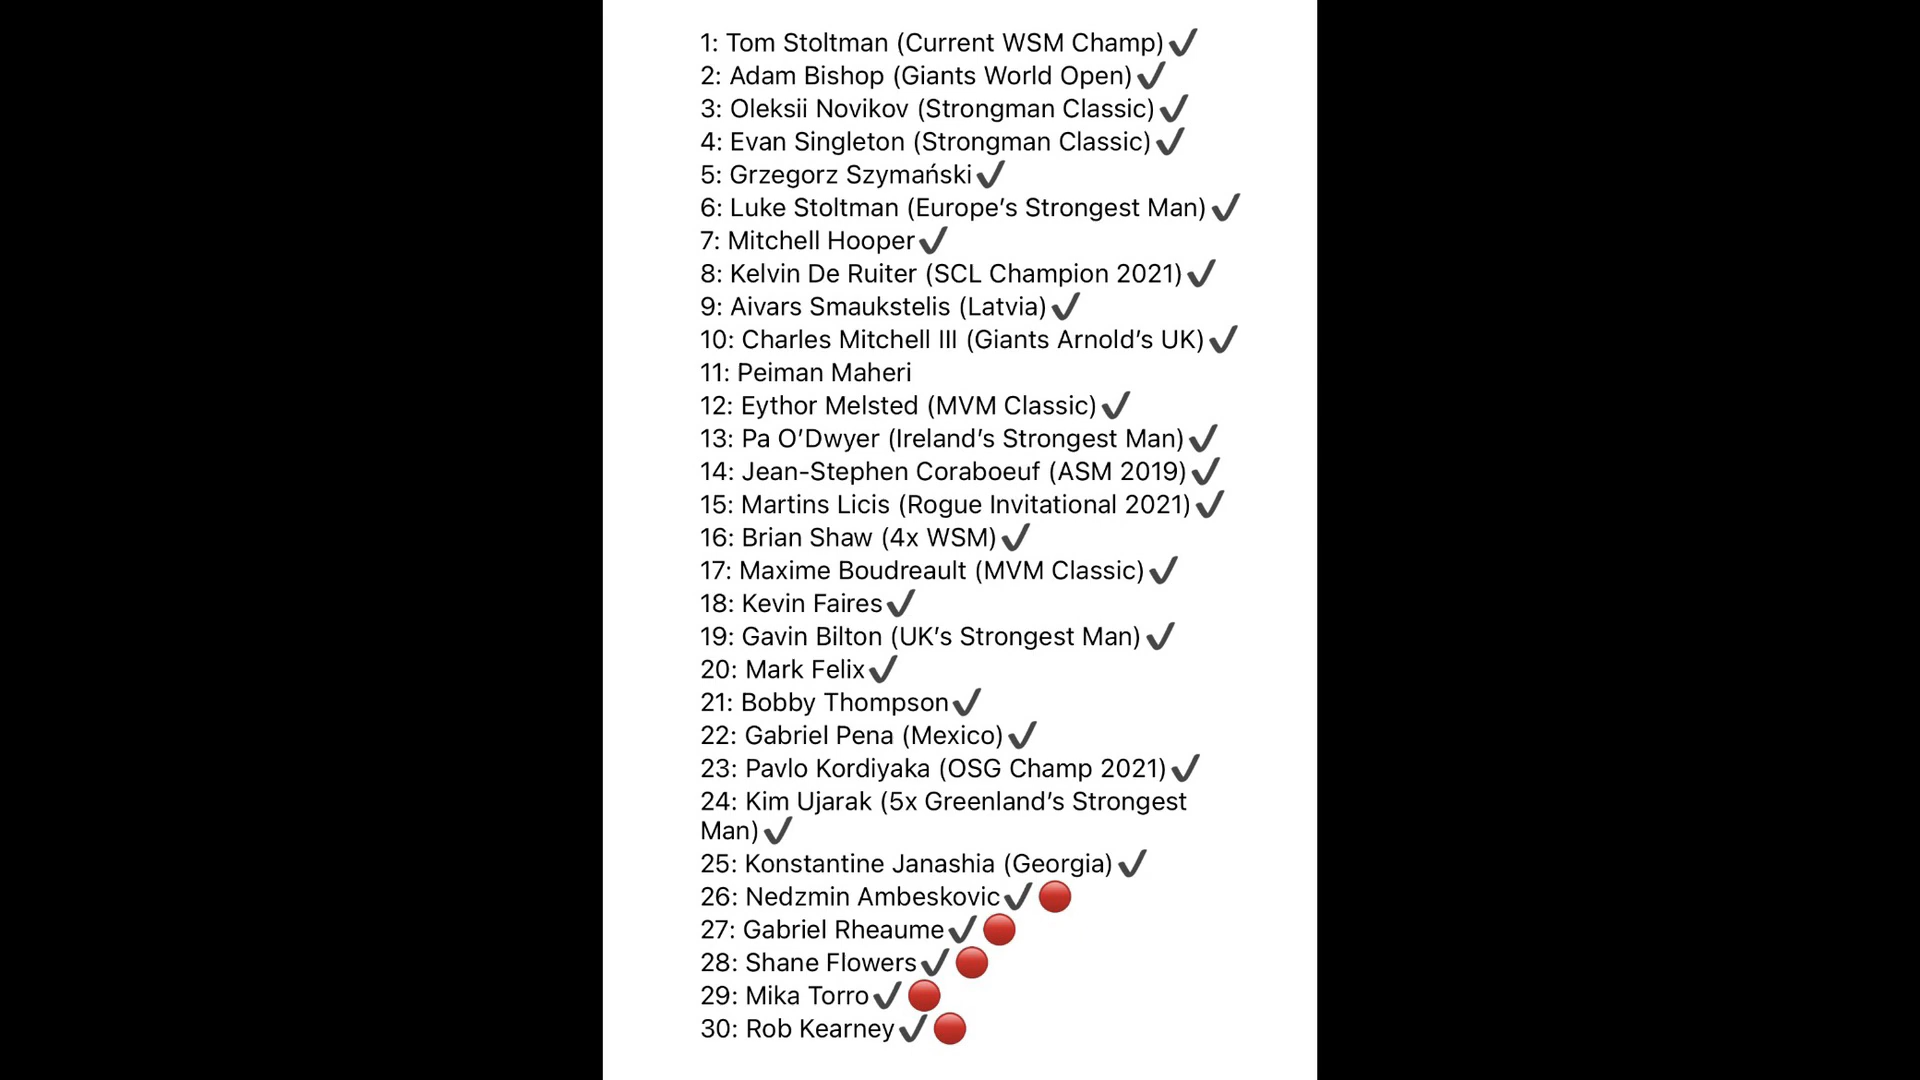 1: Tom Stoltman (Current WSM Champ)✔️
2: Adam Bishop (Giants World Open)✔️
3: Oleksii Novikov (Strongman Classic)✔️
4: Evan Singleton (Strongman Classic)✔️
5: Grzegorz Szymański✔️
6: Luke Stoltman (Europe’s Strongest Man)✔️
7: Mitchell Hooper✔️
8: Kelvin De Ruiter (SCL Champion 2021)✔️
9: Aivars Smaukstelis (Latvia)✔️
10: Charles Mitchell III (Giants Arnold’s UK)✔️
11: Peiman Maheri
12: Eythor Melsted (MVM Classic)✔️
13: Pa O’Dwyer (Ireland’s Strongest Man)✔️
14: Jean-Stephen Coraboeuf (ASM 2019)✔️
15: Martins Licis (Rogue Invitational 2021)✔️
16: Brian Shaw (4x WSM)✔️
17: Maxime Boudreault (MVM Classic)✔️
18: Kevin Faires✔️
19: Gavin Bilton (UK’s Strongest Man)✔️
20: Mark Felix✔️
21: Bobby Thompson✔️
22: Gabriel Pena (Mexico)✔️
23: Pavlo Kordiyaka (OSG Champ 2021)✔️
24: Kim Ujarak (5x Greenland’s Strongest
Man)✔️
25: Konstantine Janashia (Georgia)✔️
26: Nedzmin Ambeskovic✔️🔴
27: Gabriel Rheaume✔️🔴
28: Shane Flowers✔️🔴
29: Mika Torro✔️🔴
30: Rob Kearney✔️🔴